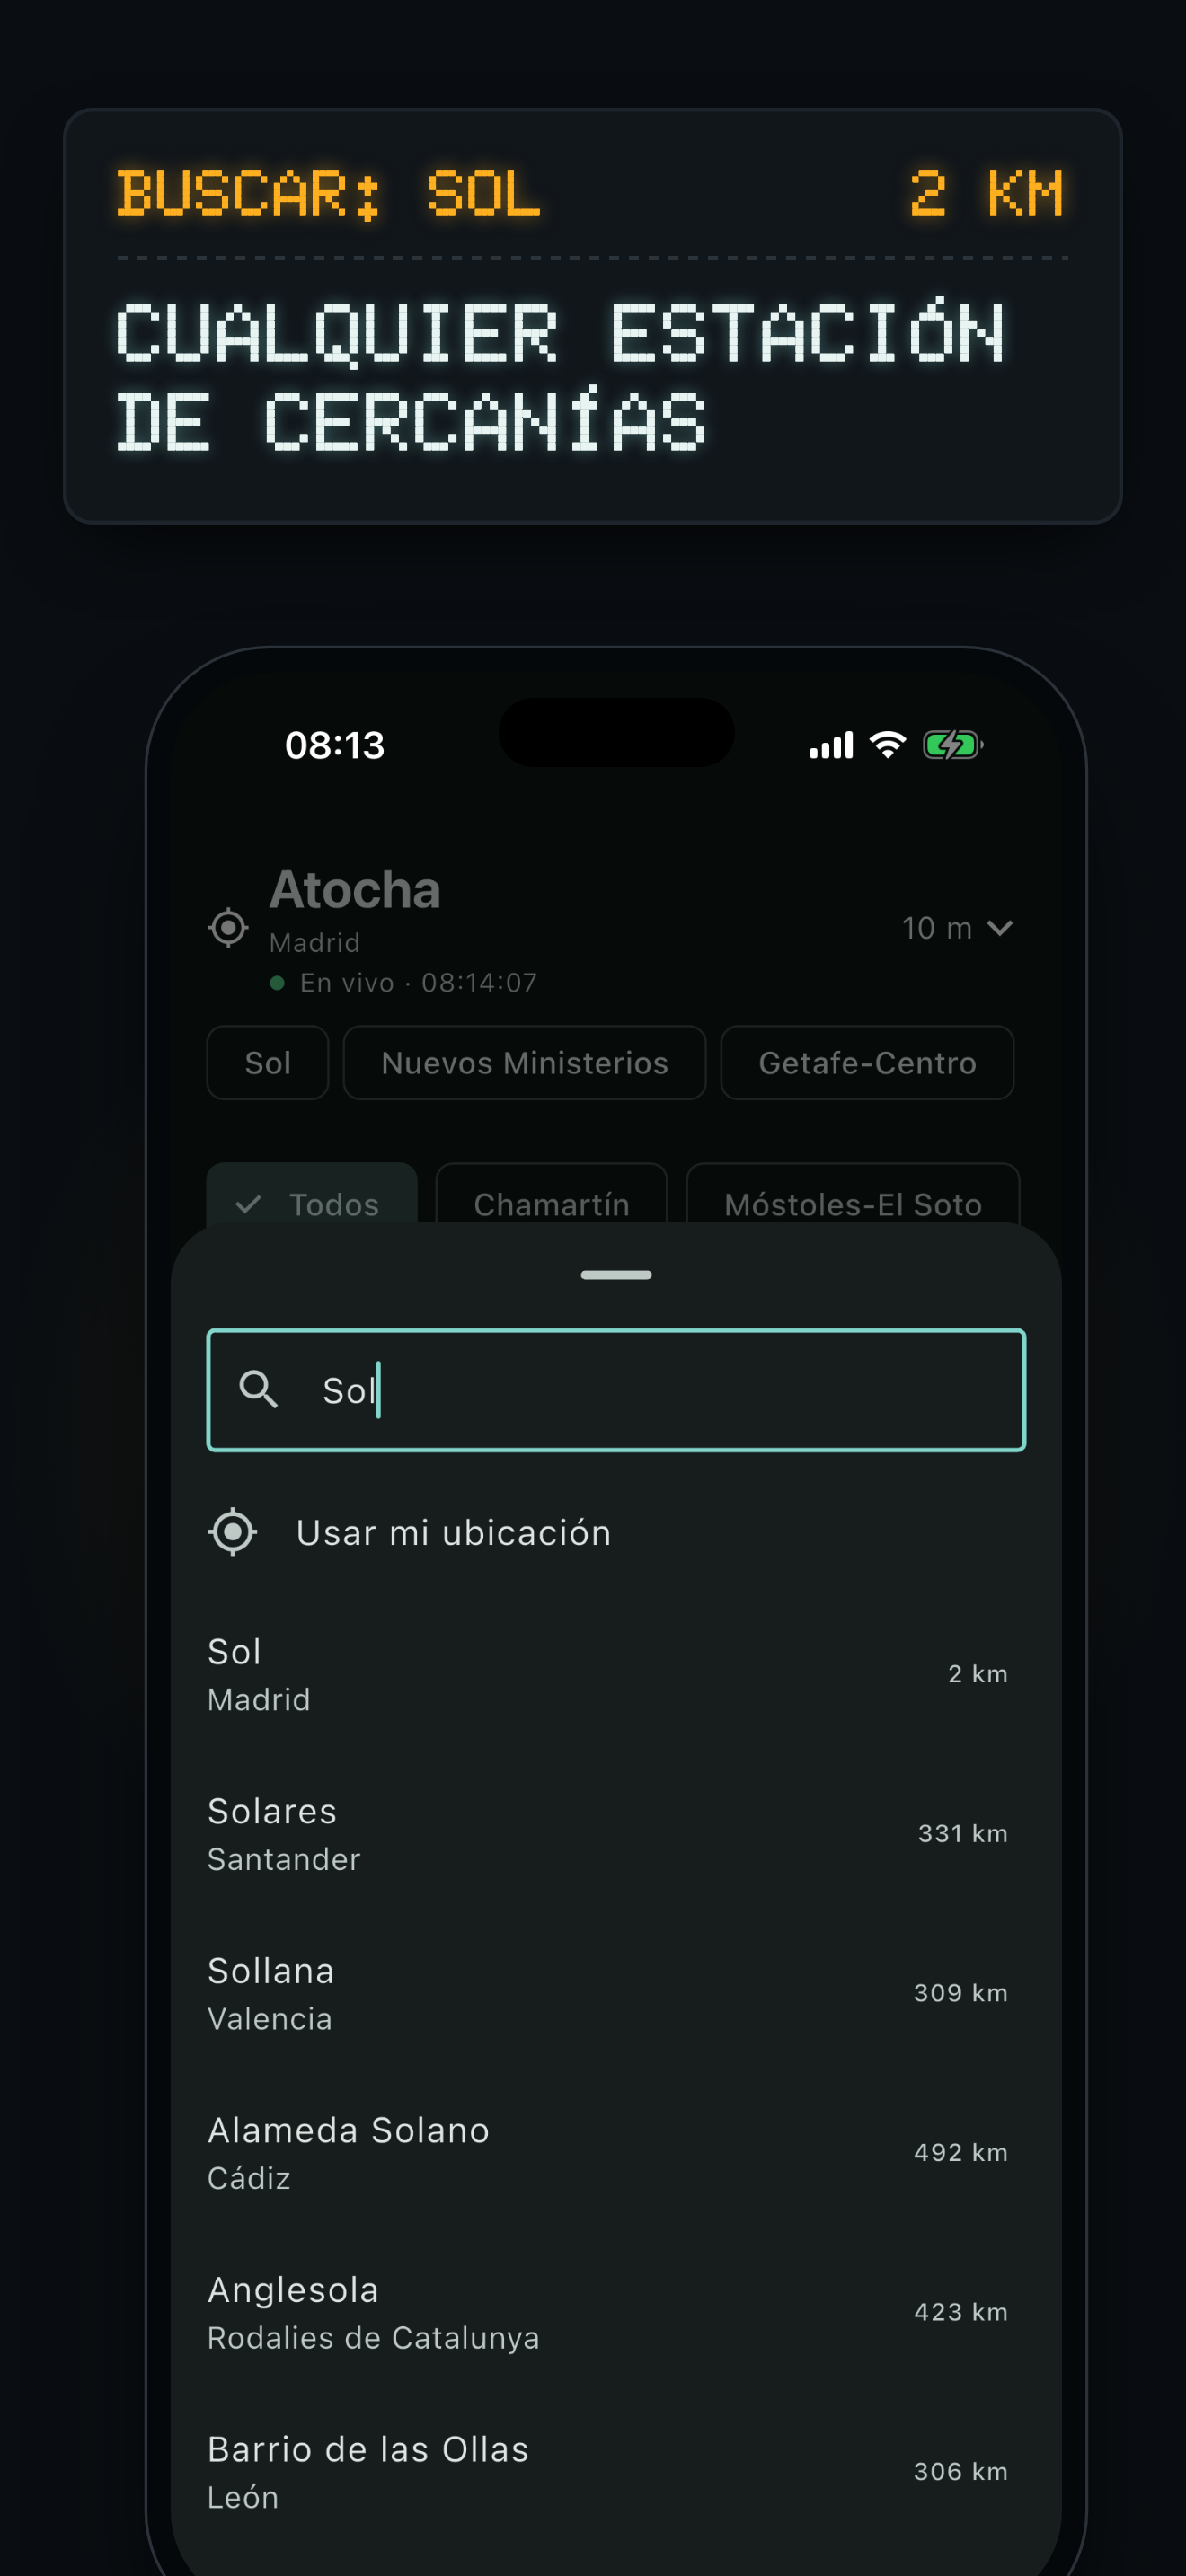 BUSCAR: SOL 2 KM
CUALQUIER ESTACIÓN
DE CERCANÍAS
08:13
Atocha
Madrid
10 m
En vivo · 08:14:07
Sol Nuevos Ministerios Getafe-Centro
Todos Chamartín Móstoles-El Soto
Sol
Usar mi ubicación
Sol
Madrid
2 km
Solares
Santander
331 km
Sollana
Valencia
309 km
Alameda Solano
Cádiz
492 km
Anglesola
Rodalies de Catalunya
423 km
Barrio de las Ollas
León
306 km